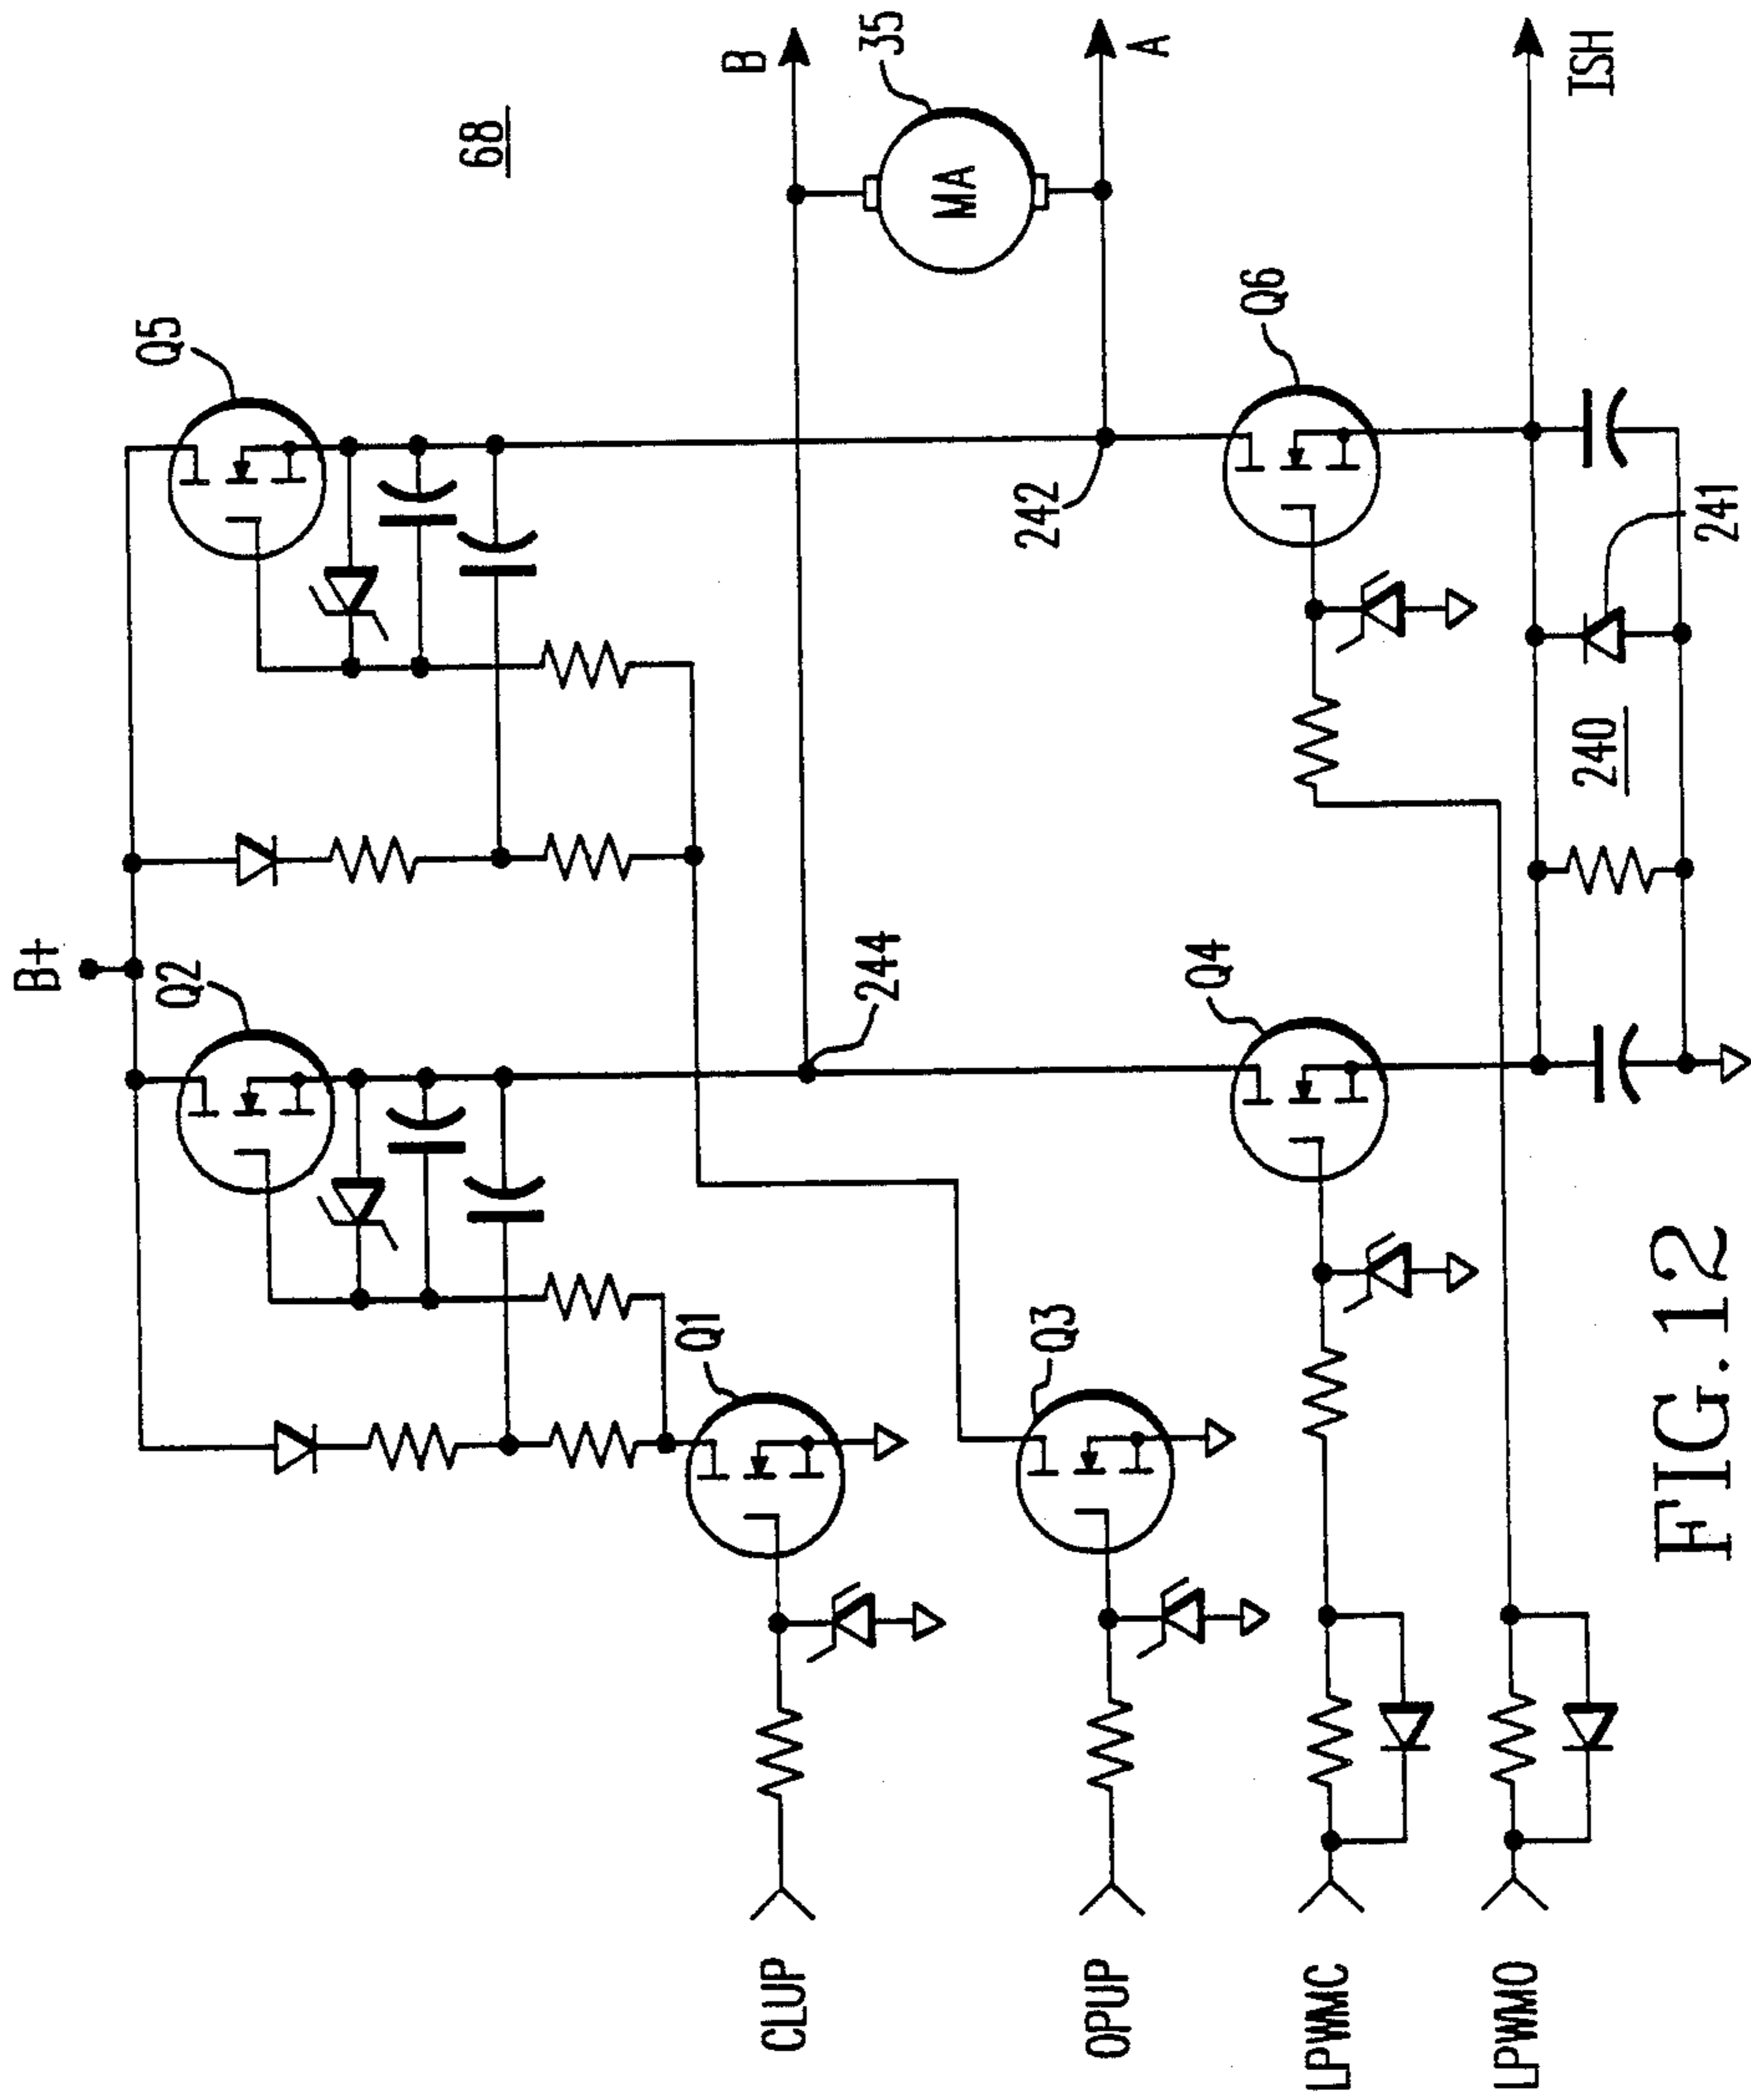 B+
68
Q5
Q2
B
35
MA
A
242
244
Q1
Q3
Q4
Q6
CLUP
OPUP
LPWMC
LPWMO
ISH
240
241
FIG.12